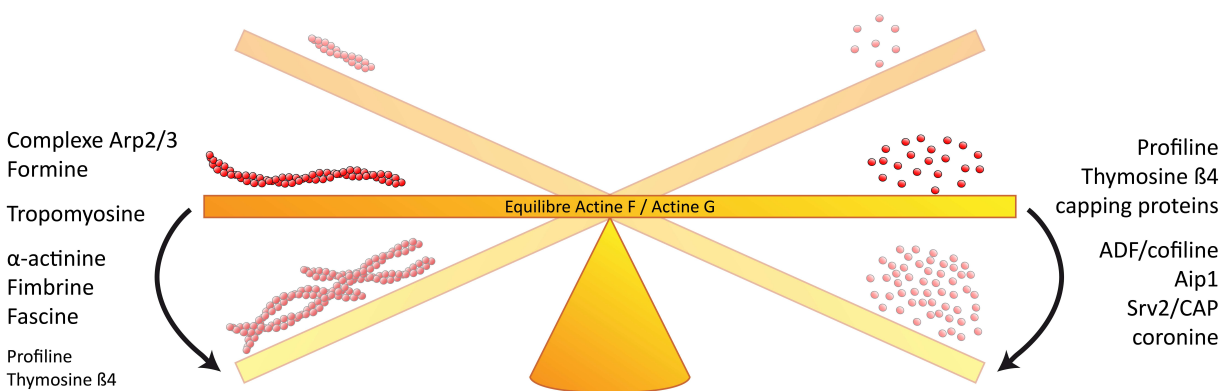 Complexe Arp2/3
Formine
Tropomyosine
α-actinine
Fimbrine
Fascine
Profiline
Thymosine ß4
Equilibre Actine F / Actine G
Profiline
Thymosine ß4
capping proteins
ADF/cofiline
Aip1
Srv2/CAP
coronine